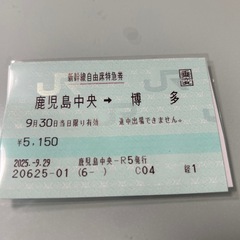 新幹線自由席特急券
鹿児島中央 → 博多
9月30日当日限り有効 途中出場できません。
¥5,150
2025.-9.29 鹿児島中央-R5発行
20625-01 (6- ) C04